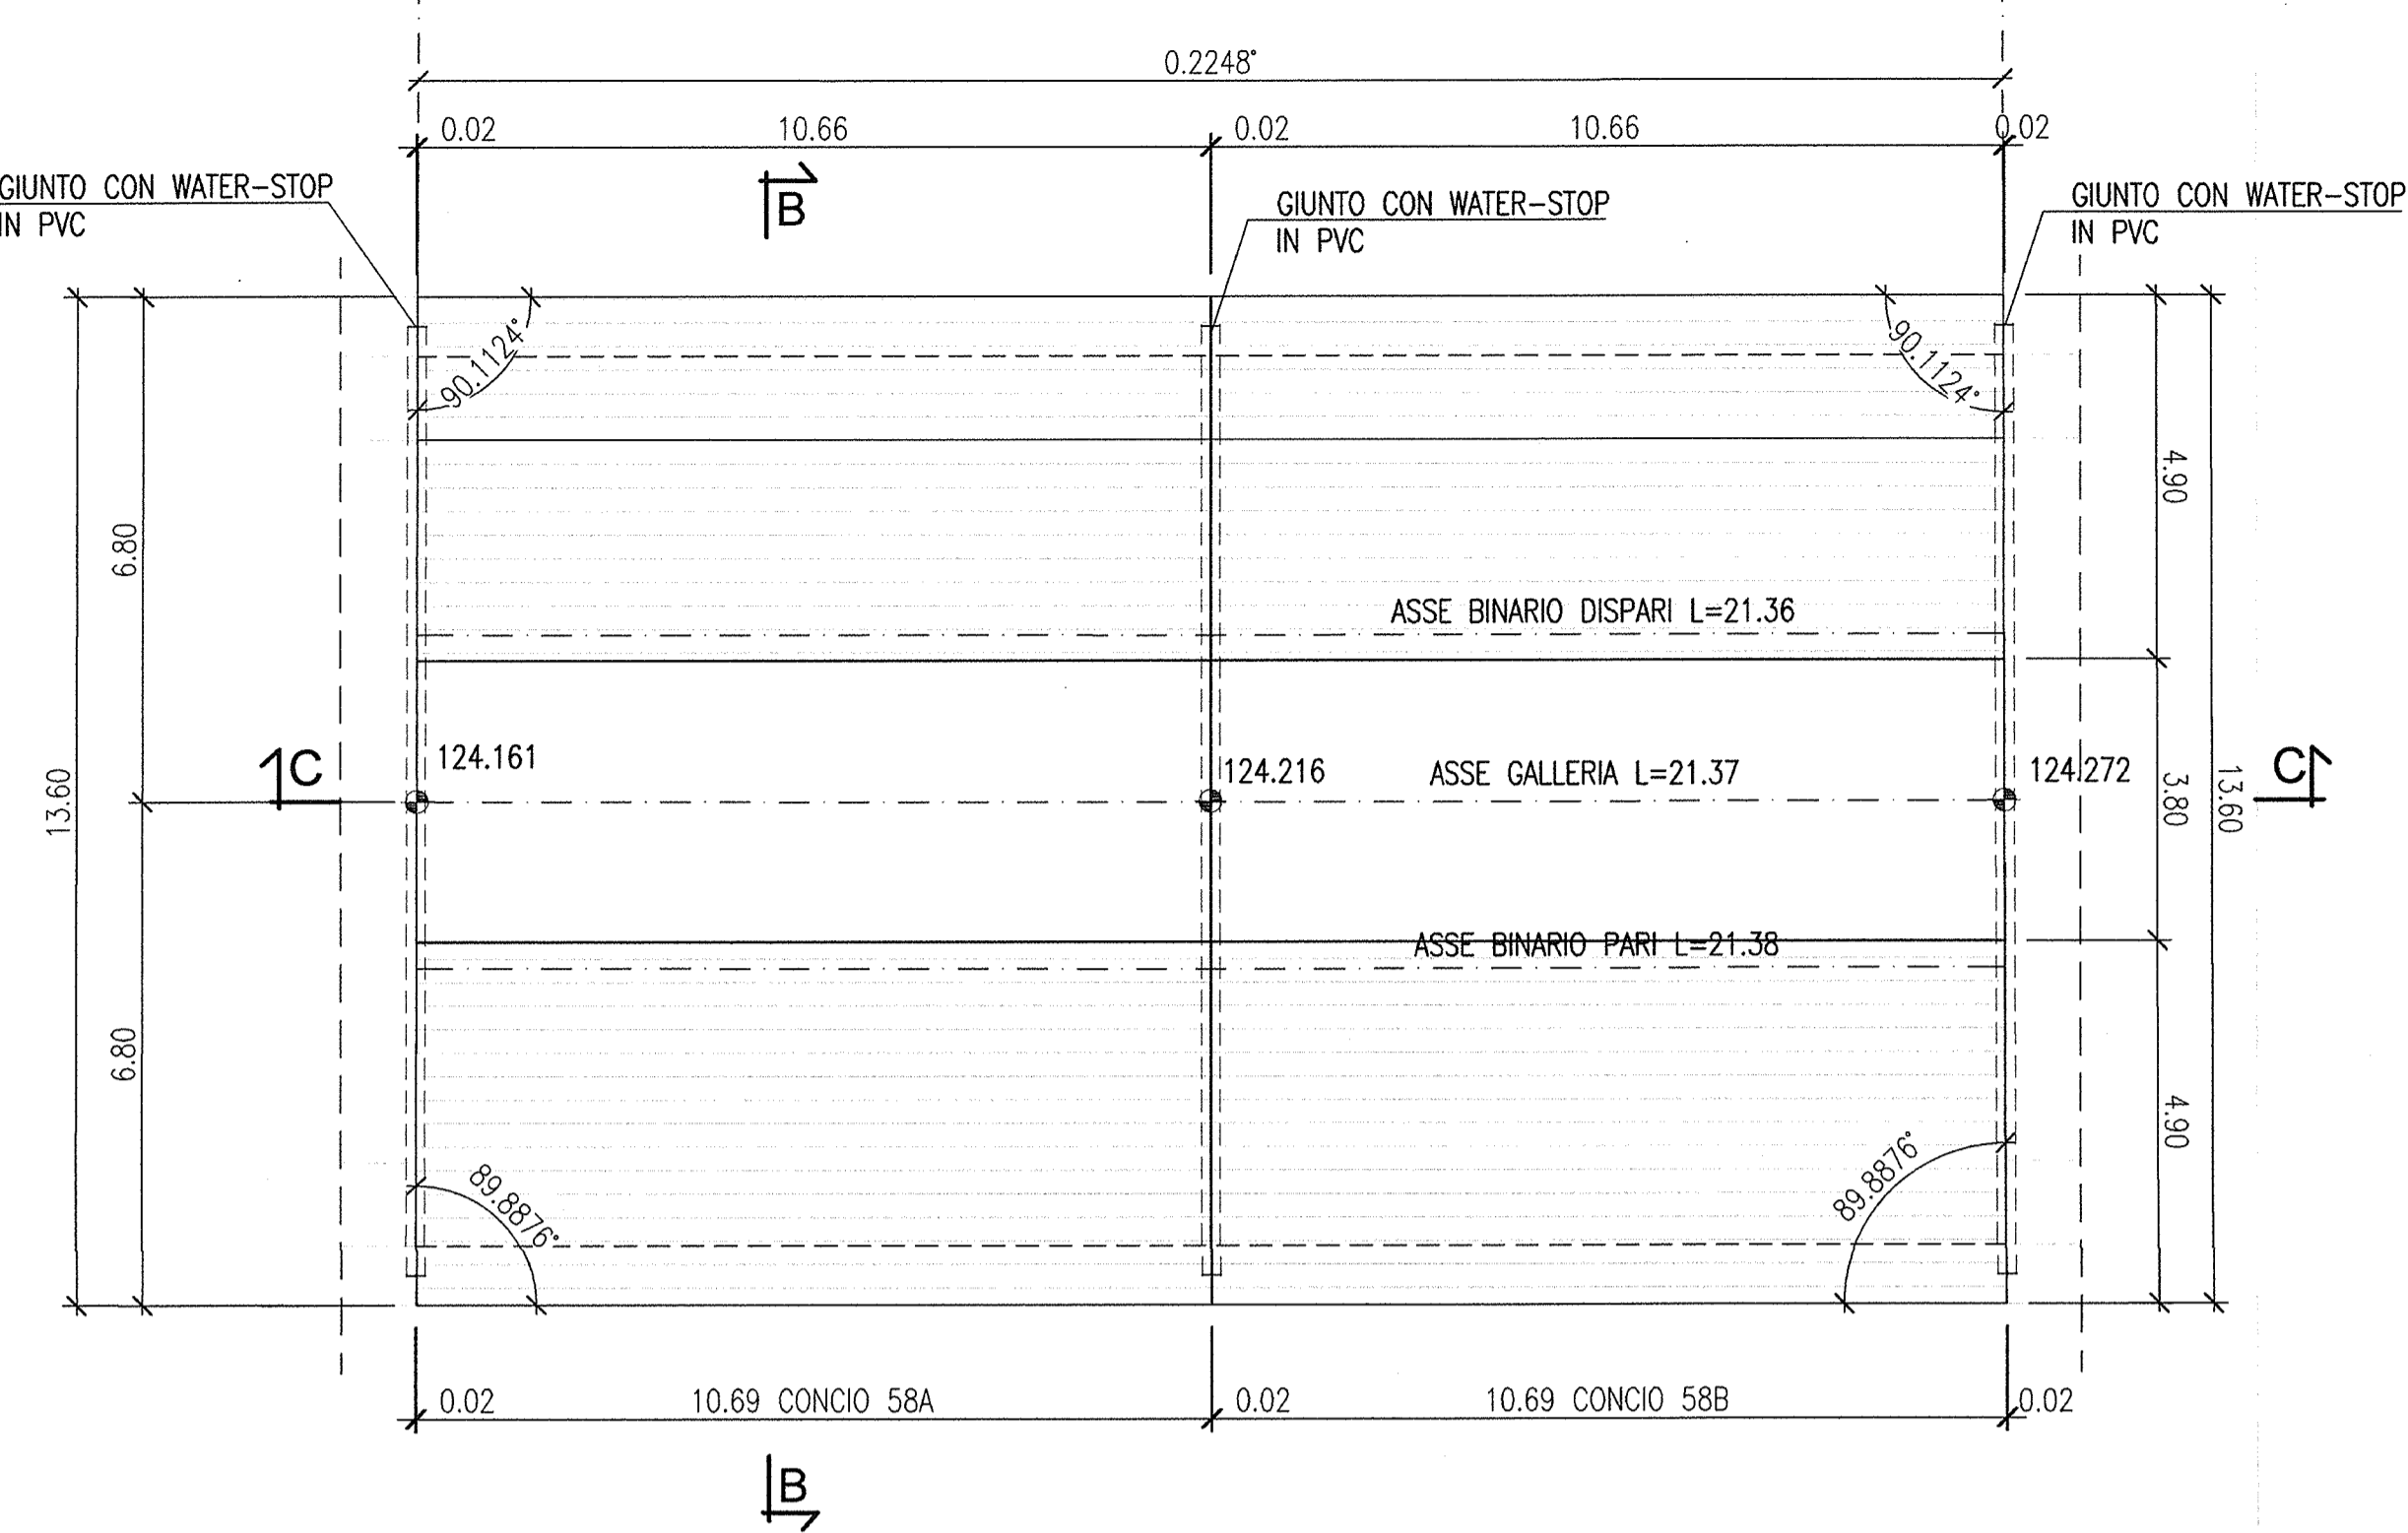 0.2248°
0.02 10.66 0.02 10.66 0.02
B
GIUNTO CON WATER-STOP
IN PVC
GIUNTO CON WATER-STOP
IN PVC
GIUNTO CON WATER-STOP
IN PVC
90.1124°
90.1124°
4.90
6.80
ASSE BINARIO DISPARI L=21.36
C
124.161
124.216
ASSE GALLERIA L=21.37
124.272
C
13.60
3.80
13.60
ASSE BINARIO PARI L=21.38
6.80
4.90
89.8876°
89.8876°
0.02 10.69 CONCIO 58A 0.02 10.69 CONCIO 58B 0.02
B